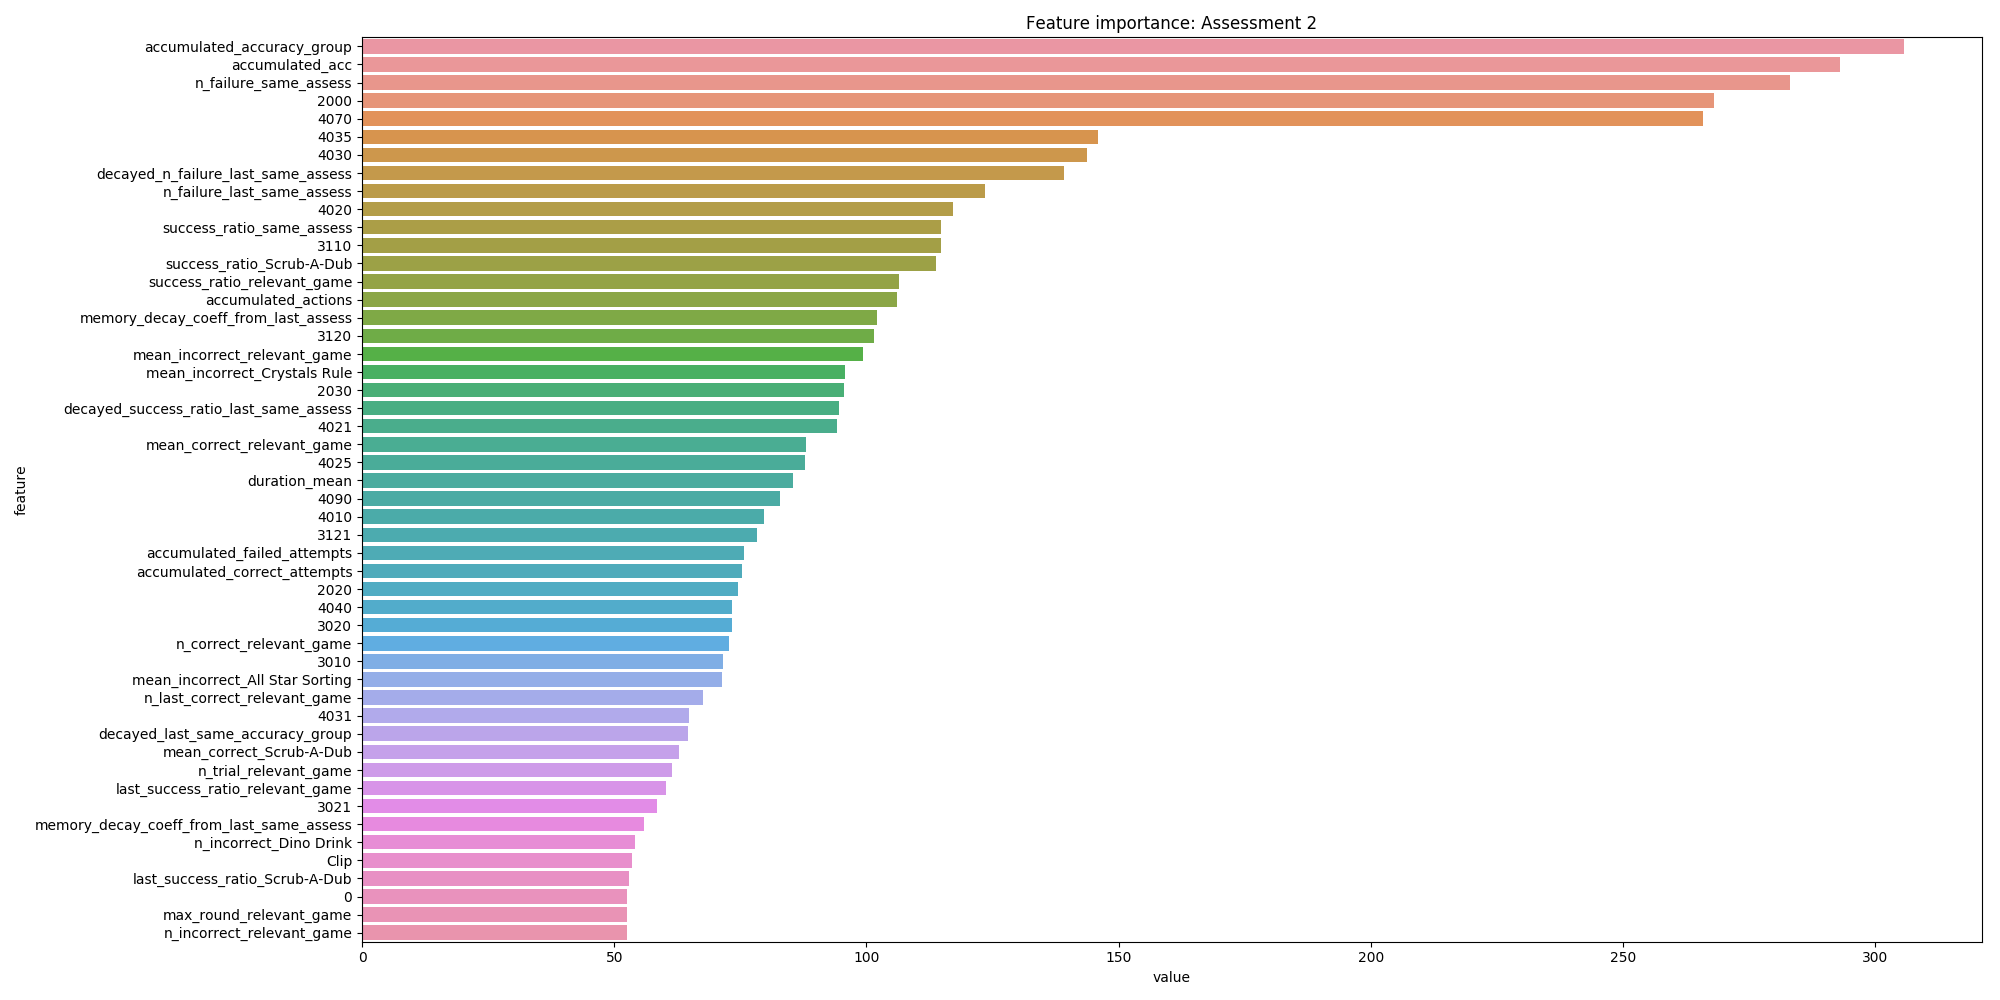 Feature importance: Assessment 2
accumulated_accuracy_group
accumulated_acc
n_failure_same_assess
2000
4070
4035
4030
decayed_n_failure_last_same_assess
n_failure_last_same_assess
4020
success_ratio_same_assess
3110
success_ratio_Scrub-A-Dub
success_ratio_relevant_game
accumulated_actions
memory_decay_coeff_from_last_assess
3120
mean_incorrect_relevant_game
mean_incorrect_Crystals Rule
2030
decayed_success_ratio_last_same_assess
4021
mean_correct_relevant_game
4025
duration_mean
4090
4010
3121
accumulated_failed_attempts
accumulated_correct_attempts
2020
4040
3020
n_correct_relevant_game
3010
mean_incorrect_All Star Sorting
n_last_correct_relevant_game
4031
decayed_last_same_accuracy_group
mean_correct_Scrub-A-Dub
n_trial_relevant_game
last_success_ratio_relevant_game
3021
memory_decay_coeff_from_last_same_assess
n_incorrect_Dino Drink
Clip
last_success_ratio_Scrub-A-Dub
0
max_round_relevant_game
n_incorrect_relevant_game
feature
0 50 100 150 200 250 300
value